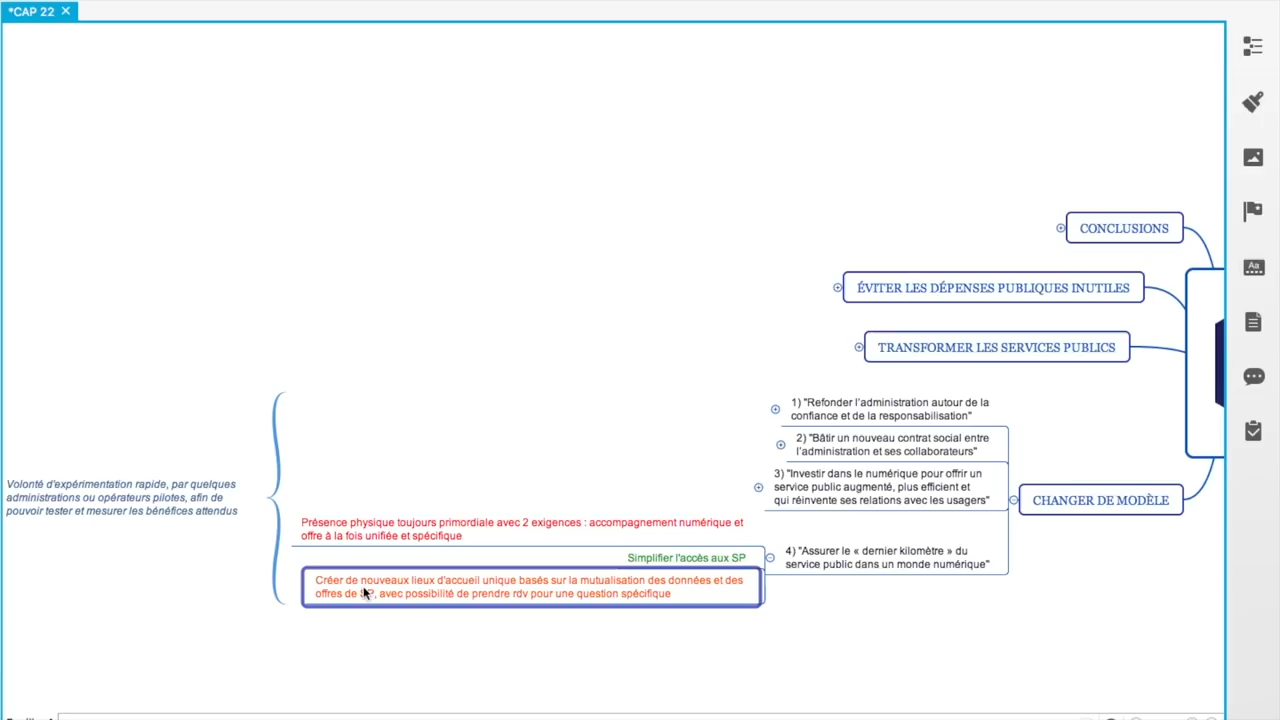 *CAP 22
CONCLUSIONS
ÉVITER LES DÉPENSES PUBLIQUES INUTILES
TRANSFORMER LES SERVICES PUBLICS
1) "Refonder l'administration autour de la
confiance et de la responsabilisation"
2) "Bâtir un nouveau contrat social entre
l'administration et ses collaborateurs"
3) "Investir dans le numérique pour offrir un
service public augmenté, plus efficient et
qui réinvente ses relations avec les usagers"
CHANGER DE MODÈLE
Volonté d'expérimentation rapide, par quelques
administrations ou opérateurs pilotes, afin de
pouvoir tester et mesurer les bénéfices attendus
Présence physique toujours primordiale avec 2 exigences : accompagnement numérique et
offre à la fois unifiée et spécifique
Simplifier l'accès aux SP
4) "Assurer le « dernier kilomètre » du
service public dans un monde numérique"
Créer de nouveaux lieux d'accueil unique basés sur la mutualisation des données et des
offres de SP, avec possibilité de prendre rdv pour une question spécifique